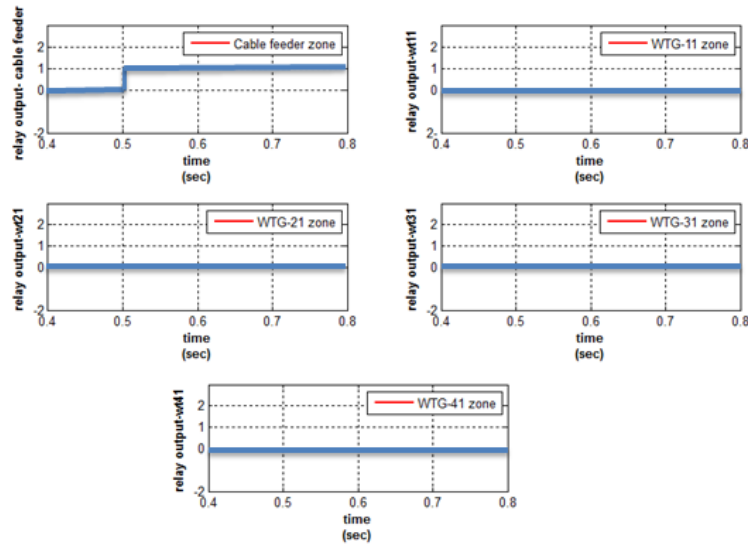 relay output- cable feeder
2
1
0
-2
Cable feeder zone
0.4 0.5 0.6 0.7 0.8
time
(sec)
relay output-wt11
2
1
0
2-
WTG-11 zone
0.4 0.5 0.6 0.7 0.8
time
(sec)
relay output-wt21
2
1
0
-2
WTG-21 zone
0.4 0.5 0.6 0.7 0.8
time
(sec)
relay output-wt31
2
1
0
-2
WTG-31 zone
0.4 0.5 0.6 0.7 0.8
time
(sec)
relay output-wt41
2
1
0
-2
WTG-41 zone
0.4 0.5 0.6 0.7 0.8
time
(sec)